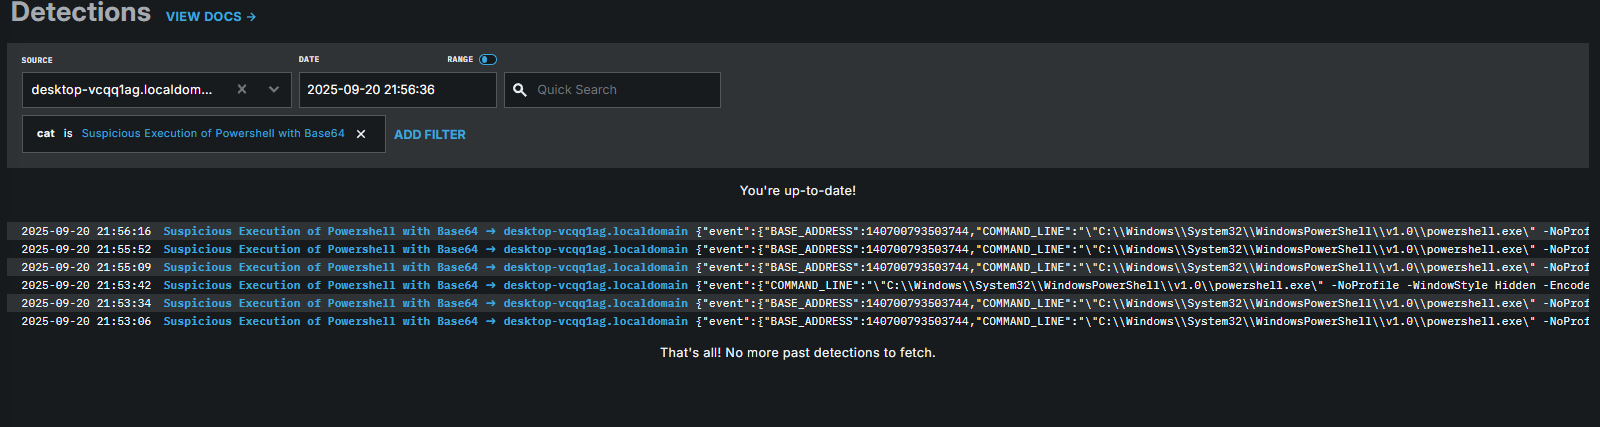 Detections VIEW DOCS →
SOURCE DATE RANGE
desktop-vcqq1ag.localdom... 2025-09-20 21:56:36 Quick Search
cat is Suspicious Execution of Powershell with Base64 ADD FILTER
You're up-to-date!
2025-09-20 21:56:16 Suspicious Execution of Powershell with Base64 → desktop-vcqq1ag.localdomain {"event":{"BASE_ADDRESS":140700793503744,"COMMAND_LINE":"\"C:\\Windows\\System32\\WindowsPowerShell\\v1.0\\powershell.exe\" -NoProf
2025-09-20 21:55:52 Suspicious Execution of Powershell with Base64 → desktop-vcqq1ag.localdomain {"event":{"BASE_ADDRESS":140700793503744,"COMMAND_LINE":"\"C:\\Windows\\System32\\WindowsPowerShell\\v1.0\\powershell.exe\" -NoProf
2025-09-20 21:55:09 Suspicious Execution of Powershell with Base64 → desktop-vcqq1ag.localdomain {"event":{"BASE_ADDRESS":140700793503744,"COMMAND_LINE":"\"C:\\Windows\\System32\\WindowsPowerShell\\v1.0\\powershell.exe\" -NoProf
2025-09-20 21:53:42 Suspicious Execution of Powershell with Base64 → desktop-vcqq1ag.localdomain {"event":{"COMMAND_LINE":"\"C:\\Windows\\System32\\WindowsPowerShell\\v1.0\\powershell.exe\" -NoProfile -WindowStyle Hidden -Encode
2025-09-20 21:53:34 Suspicious Execution of Powershell with Base64 → desktop-vcqq1ag.localdomain {"event":{"BASE_ADDRESS":140700793503744,"COMMAND_LINE":"\"C:\\Windows\\System32\\WindowsPowerShell\\v1.0\\powershell.exe\" -NoProf
2025-09-20 21:53:06 Suspicious Execution of Powershell with Base64 → desktop-vcqq1ag.localdomain {"event":{"BASE_ADDRESS":140700793503744,"COMMAND_LINE":"\"C:\\Windows\\System32\\WindowsPowerShell\\v1.0\\powershell.exe\" -NoProf
That's all! No more past detections to fetch.